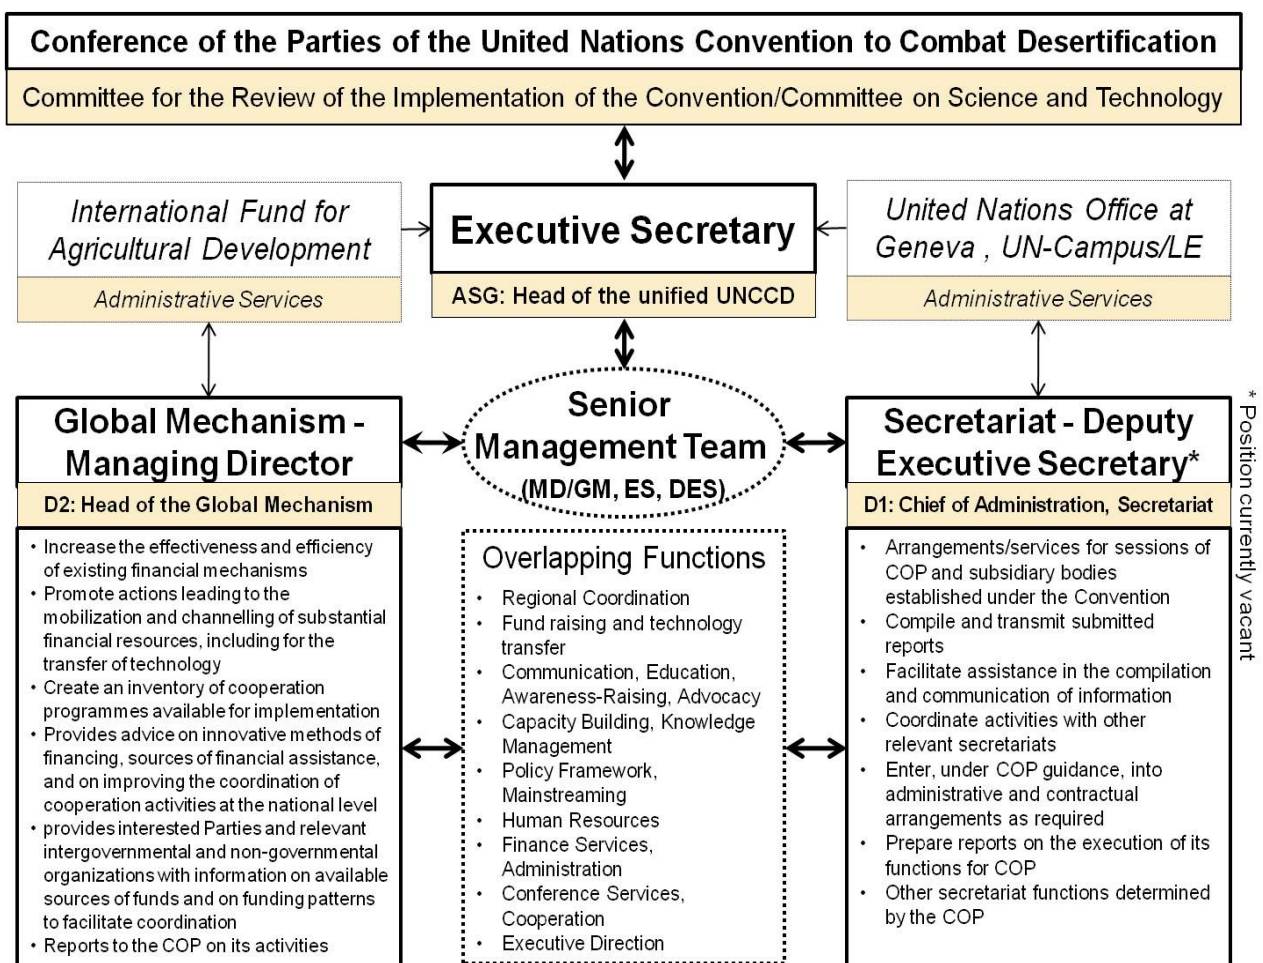 Conference of the Parties of the United Nations Convention to Combat Desertification
Committee for the Review of the Implementation of the Convention/Committee on Science and Technology
International Fund for
Agricultural Development
Administrative Services
Executive Secretary
ASG: Head of the unified UNCCD
United Nations Office at
Geneva , UN-Campus/LE
Administrative Services
Global Mechanism -
Managing Director
D2: Head of the Global Mechanism
• Increase the effectiveness and efficiency
of existing financial mechanisms
• Promote actions leading to the
mobilization and channelling of substantial
financial resources, including for the
transfer of technology
• Create an inventory of cooperation
programmes available for implementation
• Provides advice on innovative methods of
financing, sources of financial assistance,
and on improving the coordination of
cooperation activities at the national level
• provides interested Parties and relevant
intergovernmental and non-governmental
organizations with information on available
sources of funds and on funding patterns
to facilitate coordination
• Reports to the COP on its activities
Senior
Management Team
(MD/GM, ES, DES)
Overlapping Functions
• Regional Coordination
• Fund raising and technology
transfer
• Communication, Education,
Awareness-Raising, Advocacy
• Capacity Building, Knowledge
Management
• Policy Framework,
Mainstreaming
• Human Resources
• Finance Services,
Administration
• Conference Services,
Cooperation
• Executive Direction
Secretariat - Deputy
Executive Secretary*
D1: Chief of Administration, Secretariat
• Arrangements/services for sessions of
COP and subsidiary bodies
established under the Convention
• Compile and transmit submitted
reports
• Facilitate assistance in the compilation
and communication of information
• Coordinate activities with other
relevant secretariats
• Enter, under COP guidance, into
administrative and contractual
arrangements as required
• Prepare reports on the execution of its
functions for COP
• Other secretariat functions determined
by the COP
* Position currently vacant